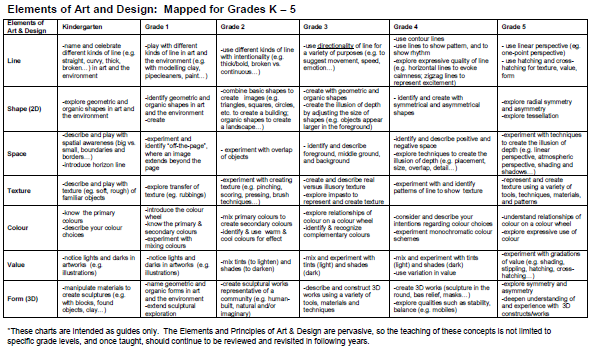 Elements of Art and Design: Mapped for Grades K – 5
Elements of
Art & Design
Kindergarten
Grade 1
Grade 2
Grade 3
Grade 4
Grade 5
Line
-name and celebrate
different kinds of line (e.g.
straight, curvy, thick,
broken…) in art and the
environment
-play with different
kinds of line in art and
the environment (e.g.
with modelling clay,
pipecleaners, paint…)
-use different kinds of line
with intentionality (e.g.
thick/bold, broken vs.
continuous…)
-use directionality of line for
a variety of purposes (e.g. to
suggest movement, speed,
emotion…)
-use contour lines
-use lines to show pattern, and to
show rhythm
-explore expressive quality of line
(e.g. horizontal lines to evoke
calmness; zigzag lines to
represent excitement)
-use linear perspective (eg.
one-point perspective)
-use hatching and cross-
hatching for texture, value,
form
Shape (2D)
-explore geometric and
organic shapes in art and
the environment
-identify geometric and
organic shapes in art
and the environment
-create
-combine basic shapes to
create images (e.g.
triangles, squares, circles,
etc. to create a building;
organic shapes to create
a landscape…)
-create with geometric and
organic shapes
-create the illusion of depth
by adjusting the size of
shapes (e.g. objects appear
larger in the foreground)
- identify and create with
symmetrical and asymmetrical
shapes
-explore radial symmetry and
asymmetry
-explore tessellation
Space
-describe and play with
spatial awareness (big vs.
small, boundaries and
borders…)
-introduce horizon line
-experiment and
identify "off-the-page",
where an image
extends beyond the
page
- experiment with overlap
of objects
- identify and describe
foreground, middle ground,
and background
-identify and describe positive and
negative space
-explore techniques to create the
illusion of depth (e.g. placement,
size, overlap, detail…)
-experiment with techniques
to create the illusion of
depth (e.g. linear
perspective, atmospheric
perspective, shading and
shadows…)
Texture
-describe and play with
texture (eg. soft, rough) of
familiar objects
-explore transfer of
texture (eg. rubbings)
-experiment with creating
texture (e.g. pinching,
scoring, pressing, brush
techniques…)
-create and describe real
versus illusory texture
-explore impasto to
represent and create texture
-experiment with and identify
patterns of line to show texture
-represent and create
texture using a variety of
tools, techniques, materials,
and patterns
Colour
-know the primary
colours
-describe your colour
choices
-introduce the colour
wheel
-know the primary &
secondary colours
-experiment with
mixing colours
-mix primary colours to
create secondary colours
-identify & use warm &
cool colours for effect
-explore relationships of
colour on a colour wheel
-identify & recognize
complementary colours
-consider and describe your
intentions regarding colour choices
-experiment monochromatic colour
schemes
-understand relationships of
colour on a colour wheel
-explore expressive use of
colour
Value
-notice lights and darks in
artworks (e.g.
illustrations)
-notice lights and
darks in artworks (e.g.
illustrations)
-mix tints (to lighten) and
shades (to darken)
-mix and experiment with
tints (light) and shades
(dark)
-mix and experiment with tints
(light) and shades (dark)
-use variation in value
-experiment with gradations
of value (e.g. shading,
stippling, hatching, cross-
hatching…)
Form (3D)
-manipulate materials to
create sculptures (e.g.
with blocks, found
objects, clay…)
-name geometric and
organic forms in art
and the environment
-extend sculptural
exploration
-create sculptural works
representative of a
community (e.g. human-
built, natural and/or
imaginary)
-describe and construct 3D
works using a variety of
tools, materials and
techniques
-create 3D works (sculpture in the
round, bas relief, masks…)
-explore qualities such as stability,
balance (e.g. mobiles)
-explore symmetry and
asymmetry
-deepen understanding of
and experience with 3D
constructs/works
*These charts are intended as guides only. The Elements and Principles of Art & Design are pervasive, so the teaching of these concepts is not limited to
specific grade levels, and once taught, should continue to be reviewed and revisited in following years.